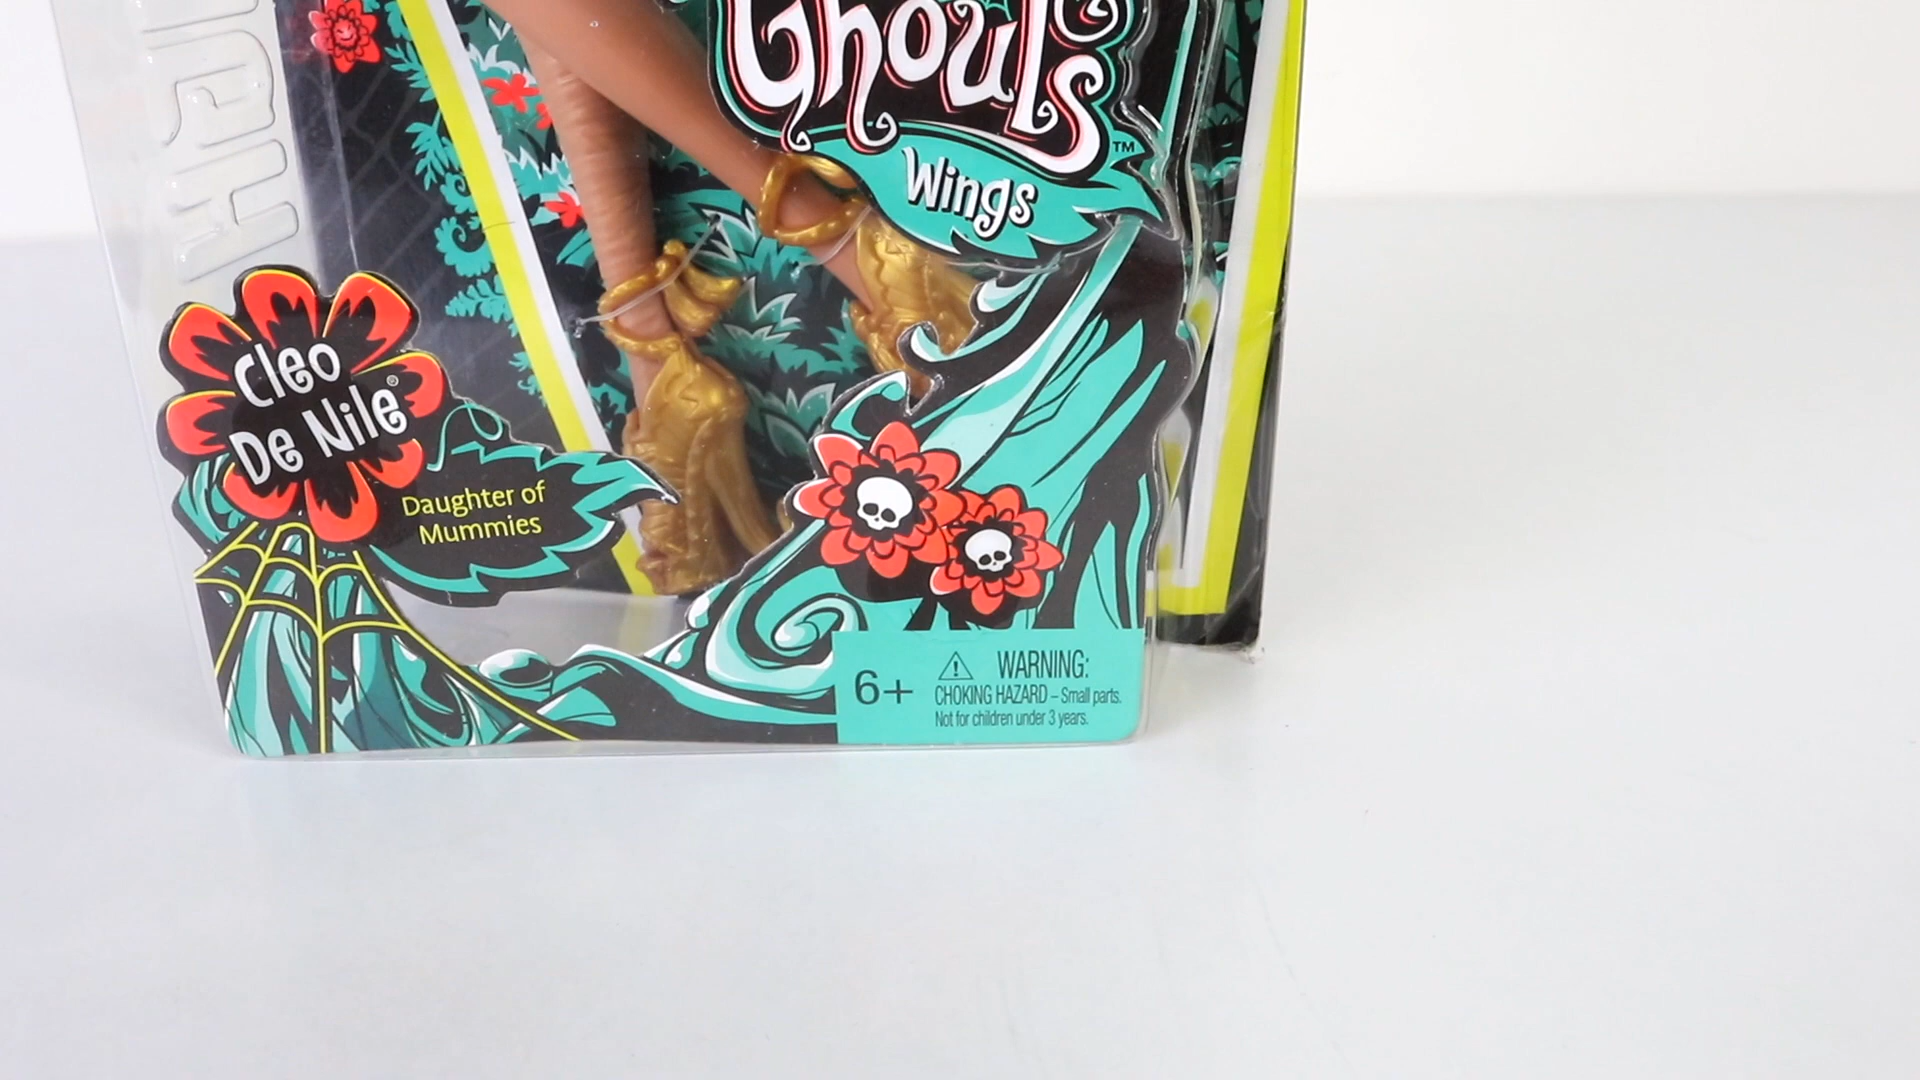 Ghouls
Wings™
Cleo
De Nile®
Daughter of
Mummies
6+
WARNING:
CHOKING HAZARD – Small parts.
Not for children under 3 years.